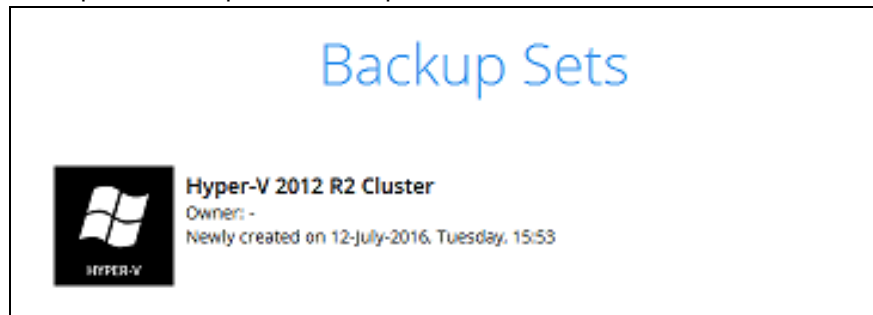 Backup Sets
Hyper-V 2012 R2 Cluster
Owner: -
Newly created on 12-July-2016, Tuesday, 15:53
HYPER-V